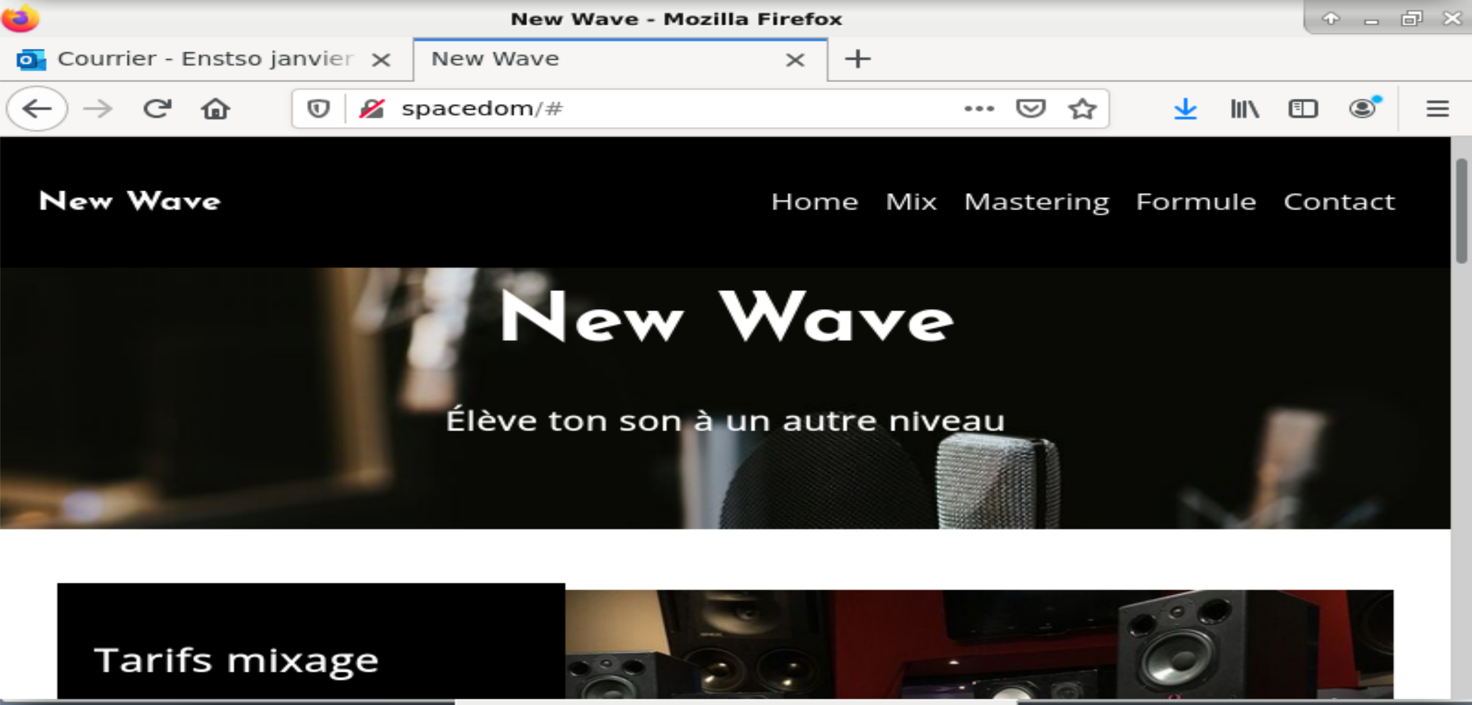 New Wave - Mozilla Firefox
Courrier - Enstso janvier
New Wave
spacedom/#
New Wave
Home Mix Mastering Formule Contact
New Wave
Élève ton son à un autre niveau
Tarifs mixage